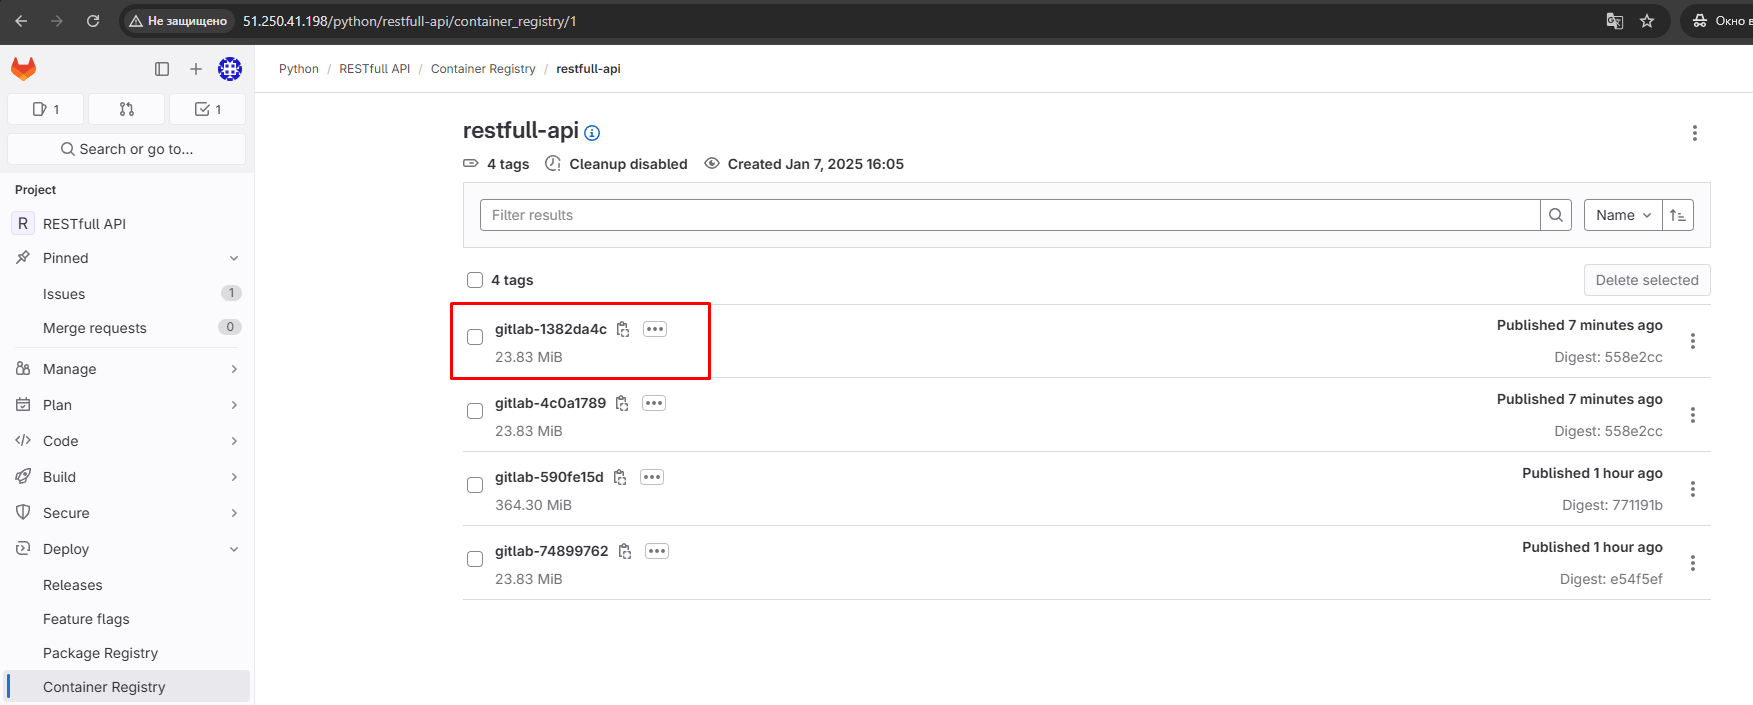 Не защищено 51.250.41.198/python/restfull-api/container_registry/1
Окно в
1
1
Search or go to...
Project
R RESTfull API
Pinned
Issues 1
Merge requests 0
Manage
Plan
Code
Build
Secure
Deploy
Releases
Feature flags
Package Registry
Container Registry
Python / RESTfull API / Container Registry / restfull-api
restfull-api
4 tags Cleanup disabled Created Jan 7, 2025 16:05
Filter results Name
4 tags Delete selected
gitlab-1382da4c Published 7 minutes ago
23.83 MiB Digest: 558e2cc
gitlab-4c0a1789 Published 7 minutes ago
23.83 MiB Digest: 558e2cc
gitlab-590fe15d Published 1 hour ago
364.30 MiB Digest: 771191b
gitlab-74899762 Published 1 hour ago
23.83 MiB Digest: e54f5ef